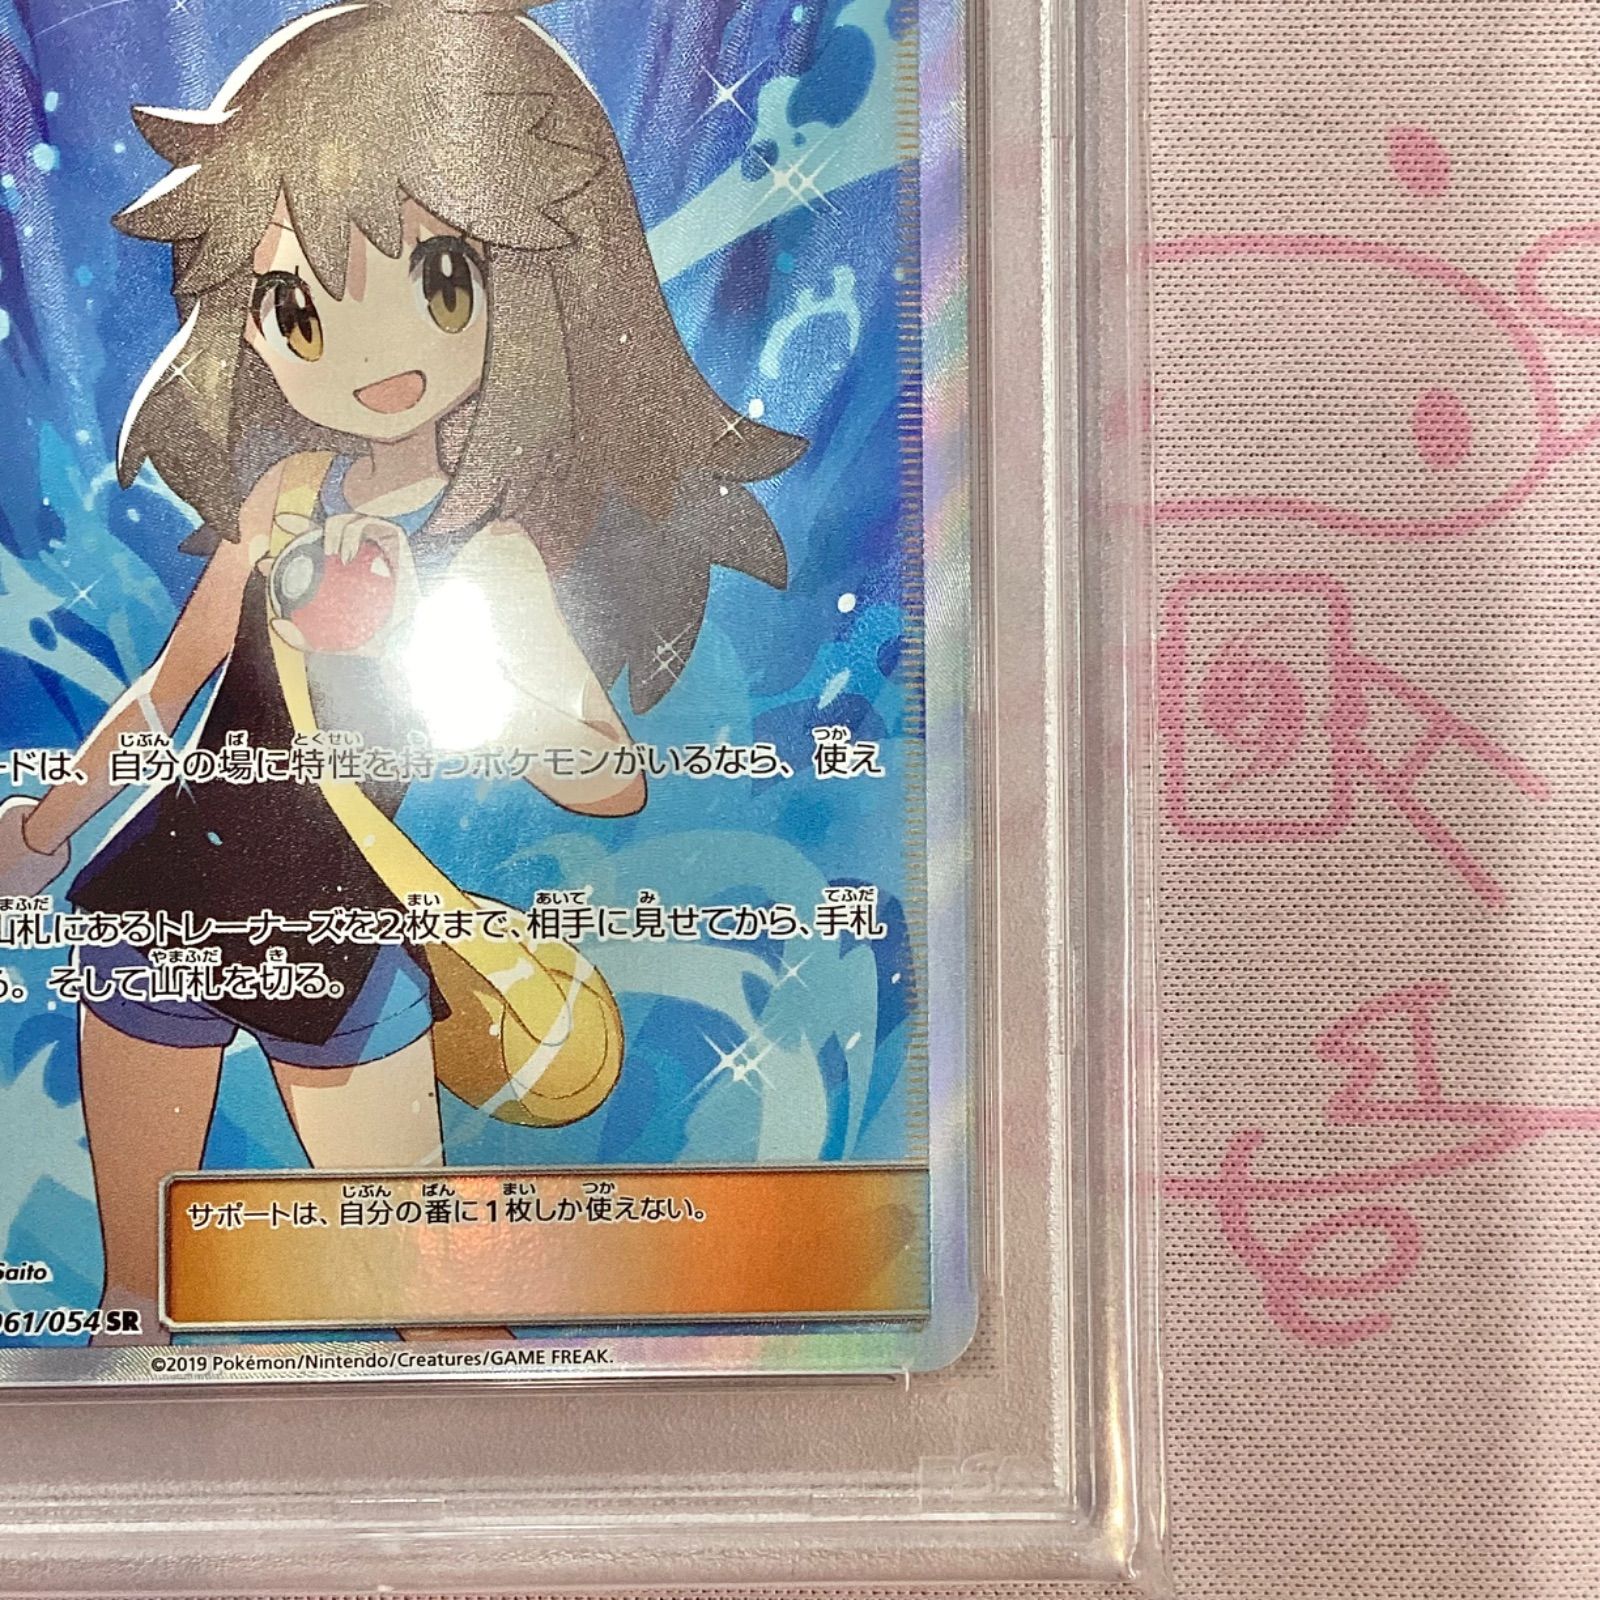 ードは、自分の場に特性を持つポケモンがいるなら、使え
山札にあるトレーナーズを2枚まで、相手に見せてから、手札
る。そして山札を切る。
サポートは、自分の番に1枚しか使えない。
Saito
061/054 SR
©2019 Pokémon/Nintendo/Creatures/GAME FREAK.
PSA